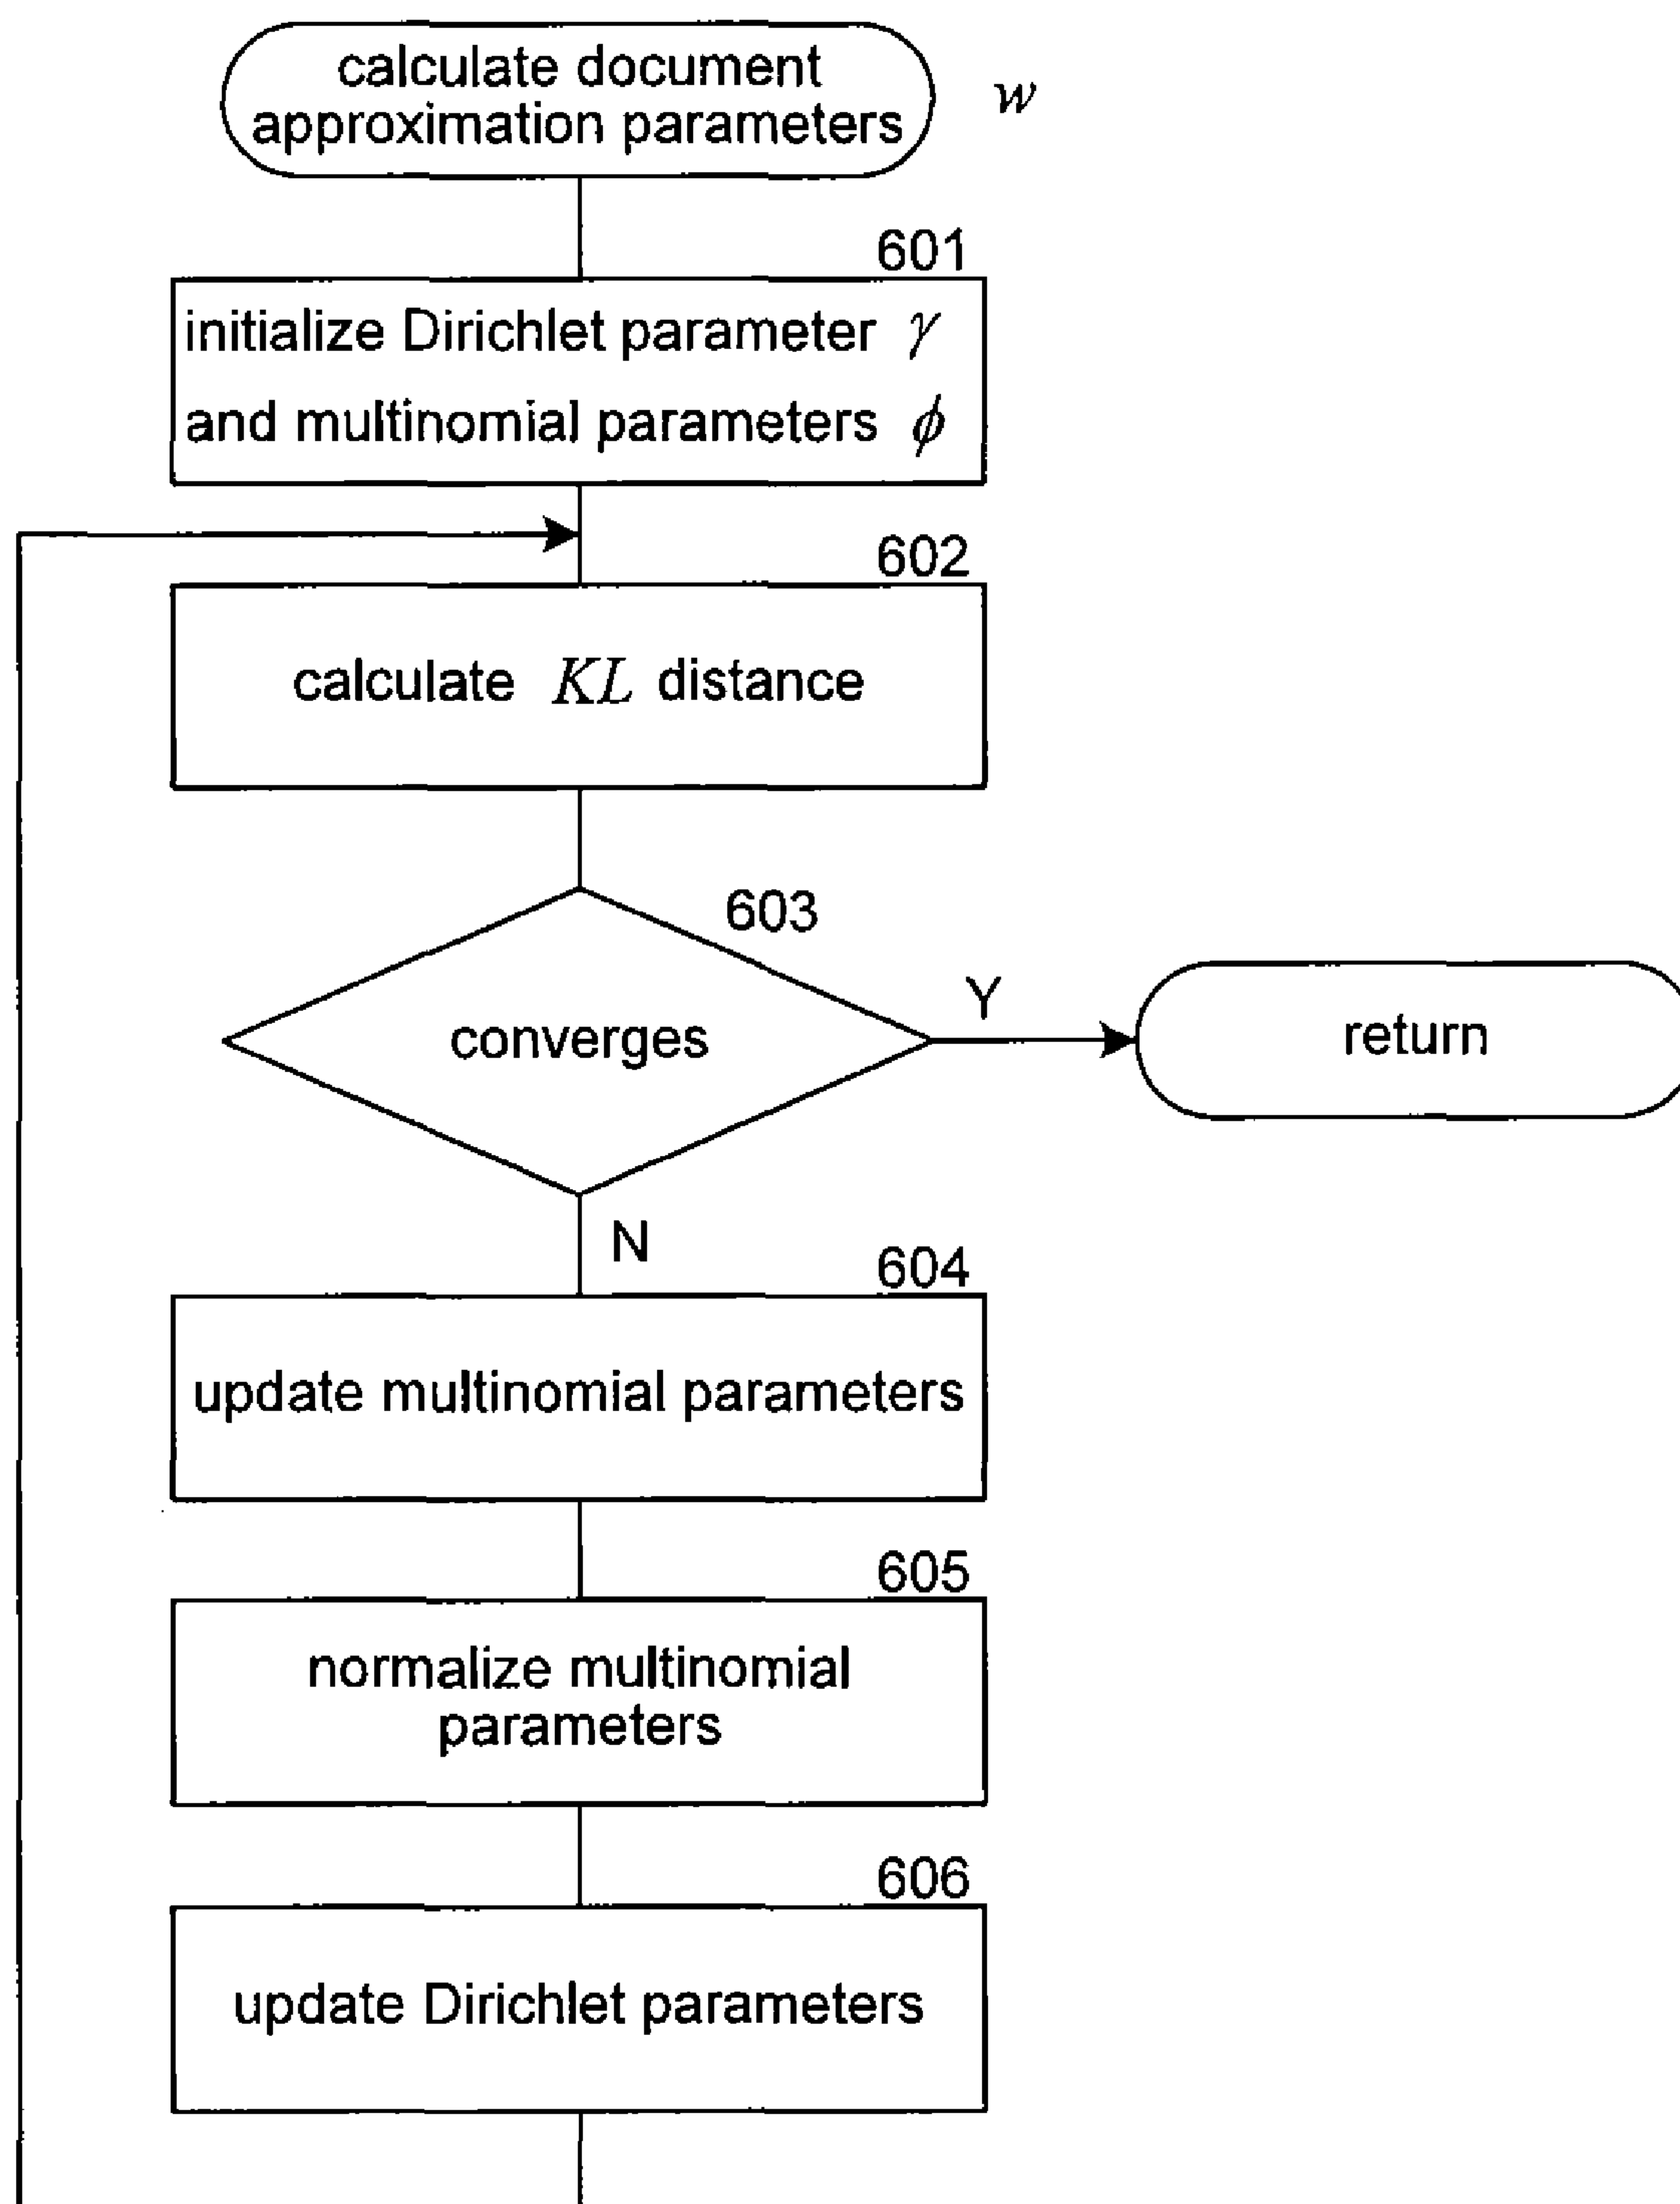 calculate document
approximation parameters
w
601
initialize Dirichlet parameter γ
and multinomial parameters ϕ
602
calculate KL distance
603
converges
Y
return
N
604
update multinomial parameters
605
normalize multinomial
parameters
606
update Dirichlet parameters